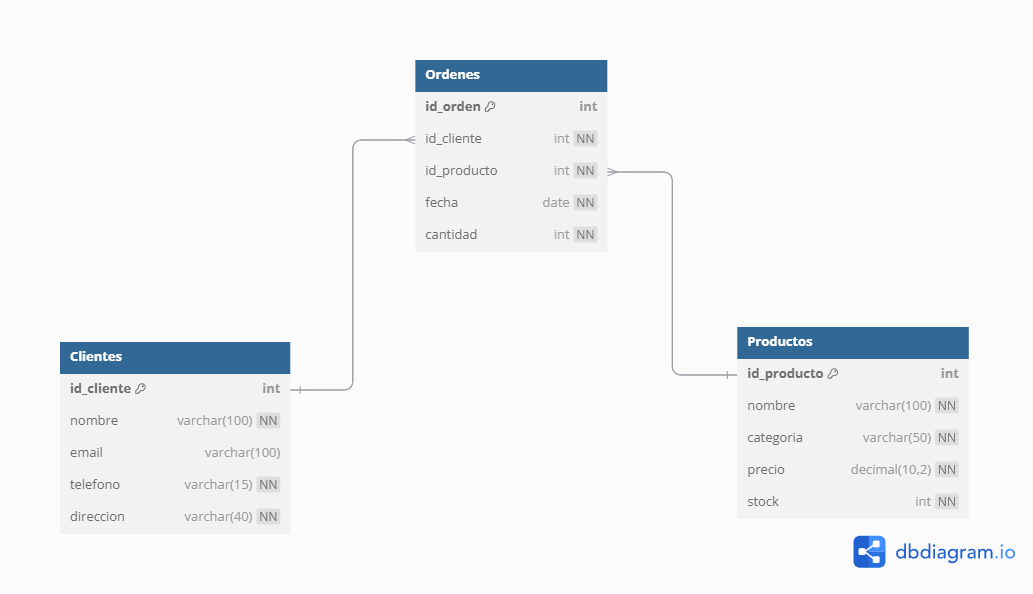 Ordenes
id_orden int
id_cliente int NN
id_producto int NN
fecha date NN
cantidad int NN
Clientes
id_cliente int
nombre varchar(100) NN
email varchar(100)
telefono varchar(15) NN
direccion varchar(40) NN
Productos
id_producto int
nombre varchar(100) NN
categoria varchar(50) NN
precio decimal(10,2) NN
stock int NN
dbdiagram.io